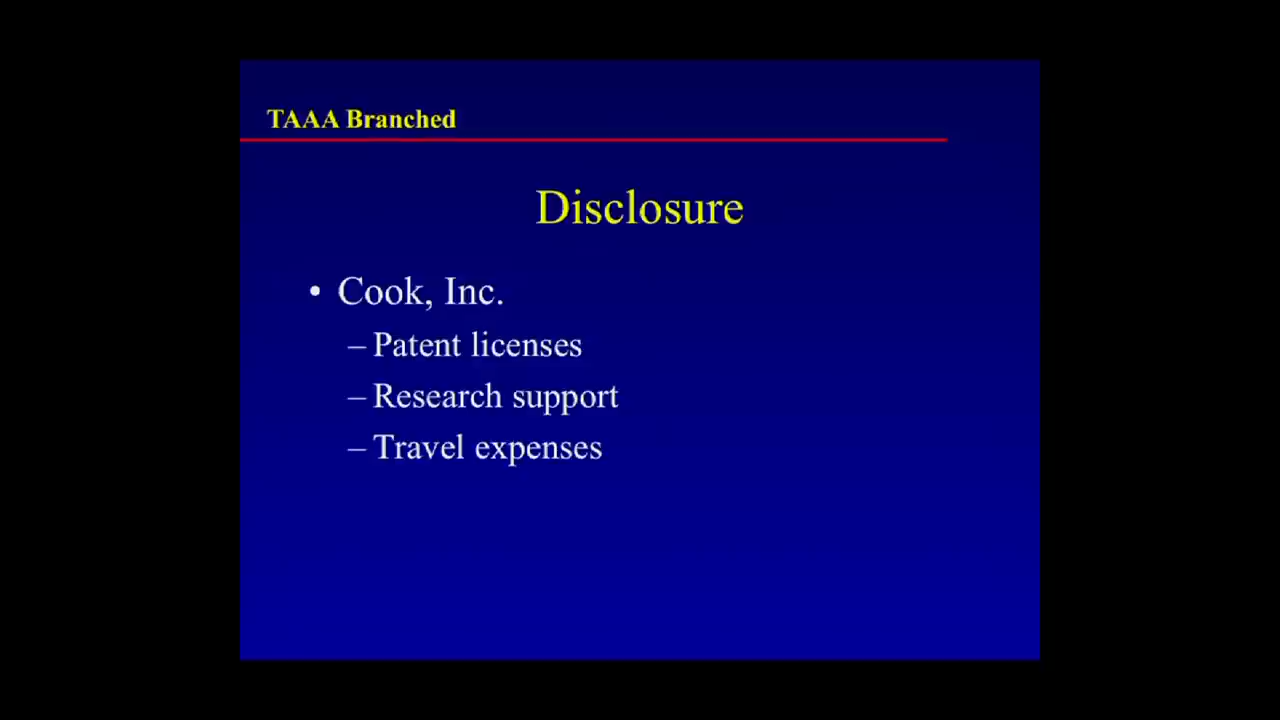 TAAA Branched
Disclosure
• Cook, Inc.
– Patent licenses
– Research support
– Travel expenses